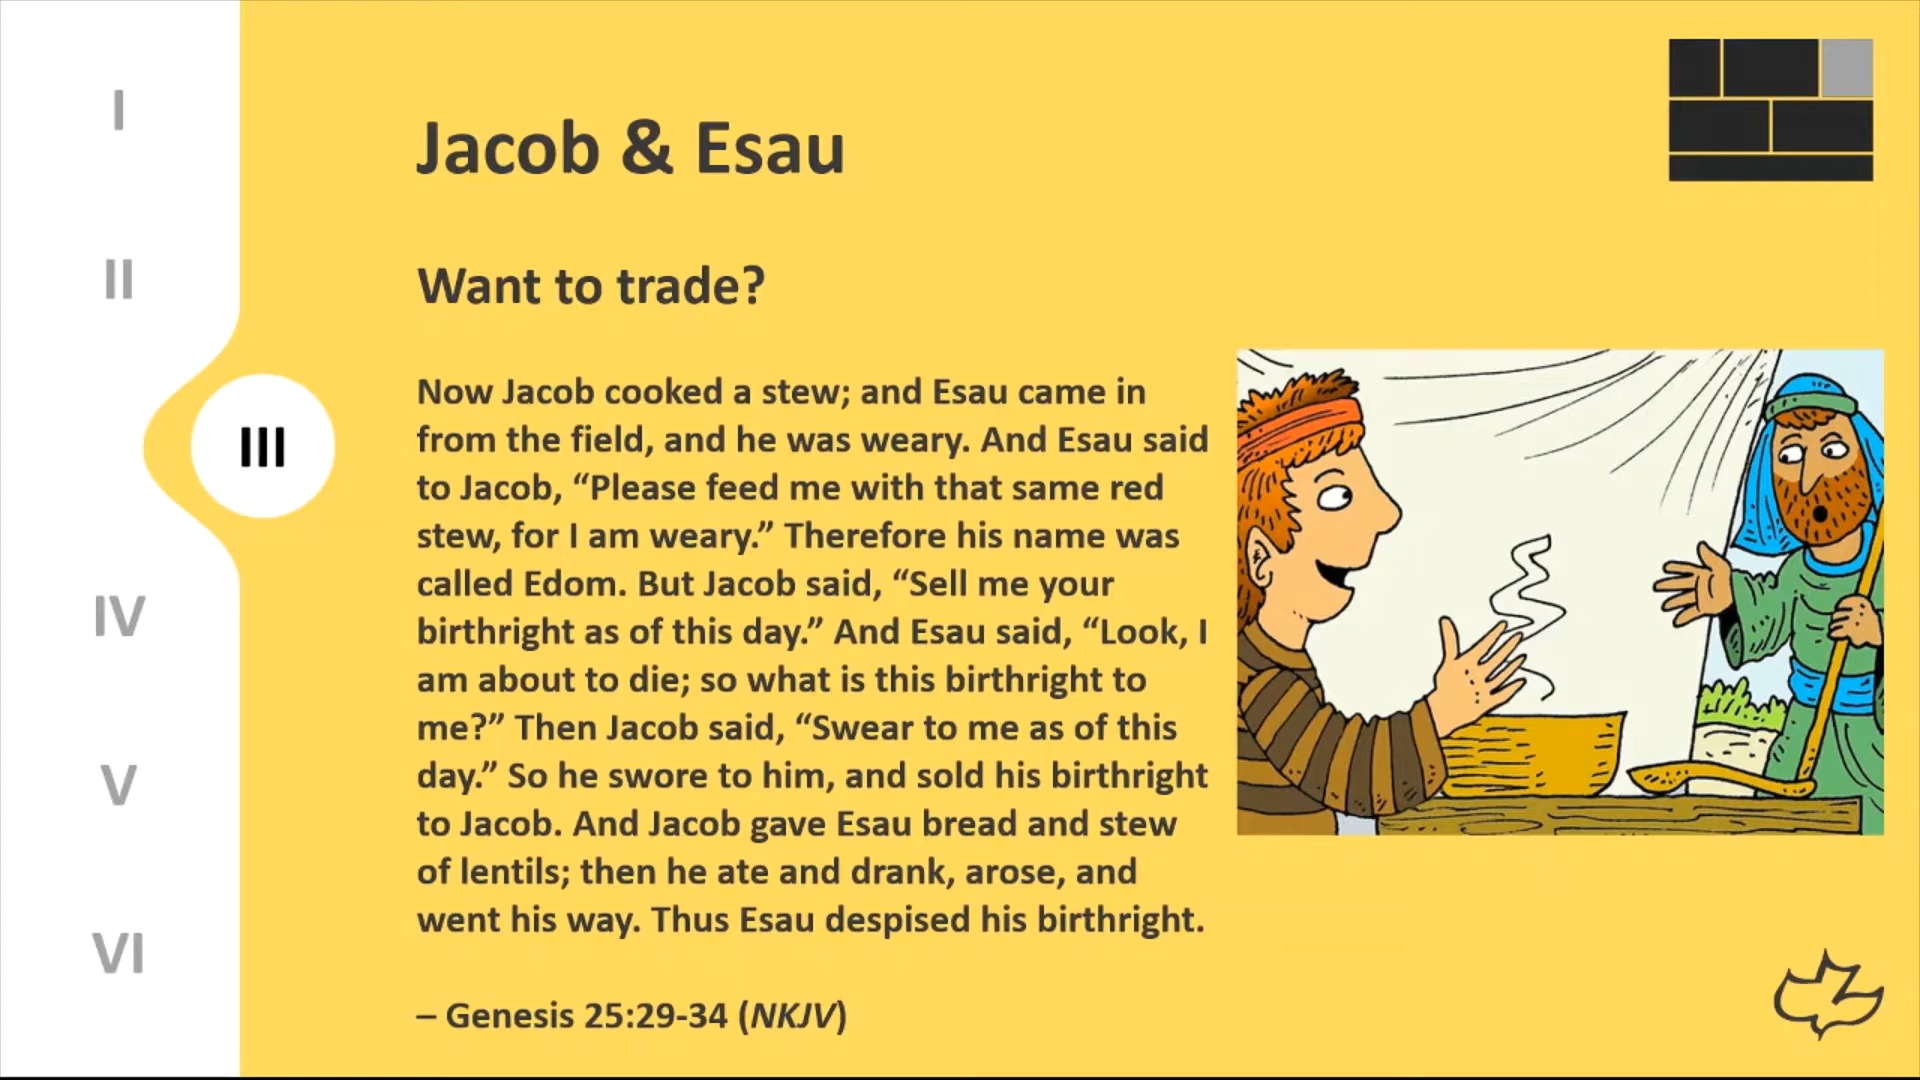 I
II
III
IV
V
VI
Jacob & Esau
Want to trade?
Now Jacob cooked a stew; and Esau came in
from the field, and he was weary. And Esau said
to Jacob, “Please feed me with that same red
stew, for I am weary.” Therefore his name was
called Edom. But Jacob said, “Sell me your
birthright as of this day.” And Esau said, “Look, I
am about to die; so what is this birthright to
me?” Then Jacob said, “Swear to me as of this
day.” So he swore to him, and sold his birthright
to Jacob. And Jacob gave Esau bread and stew
of lentils; then he ate and drank, arose, and
went his way. Thus Esau despised his birthright.
– Genesis 25:29-34 (NKJV)